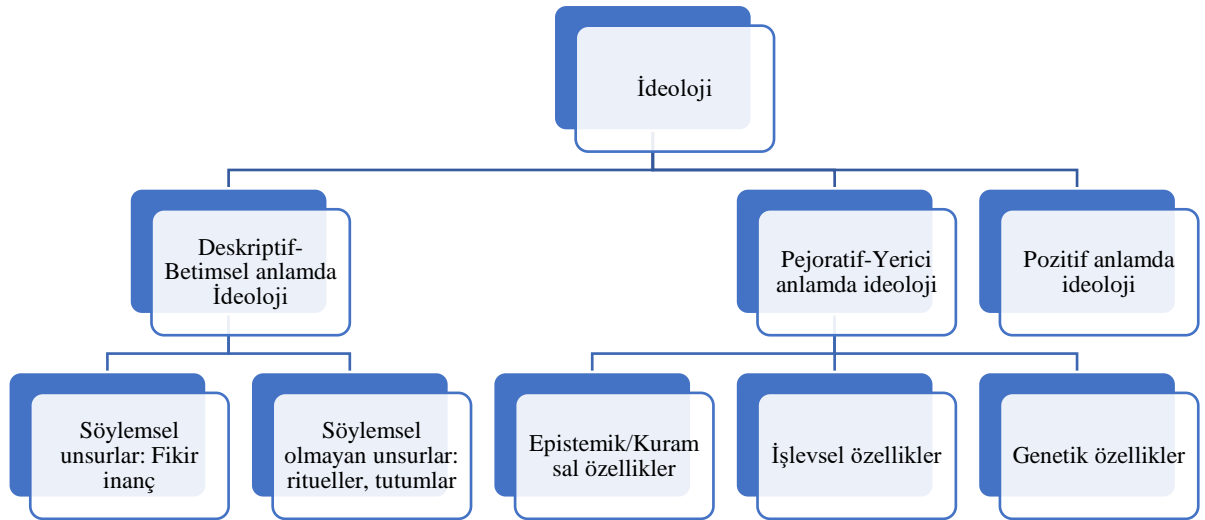 İdeoloji
Deskriptif-
Betimsel anlamda
İdeoloji
Pejoratif-Yerici
anlamda ideoloji
Pozitif anlamda
ideoloji
Söylemsel
unsurlar: Fikir
inanç
Söylemsel
olmayan unsurlar:
ritueller, tutumlar
Epistemik/Kuram
sal özellikler
İşlevsel özellikler
Genetik özellikler